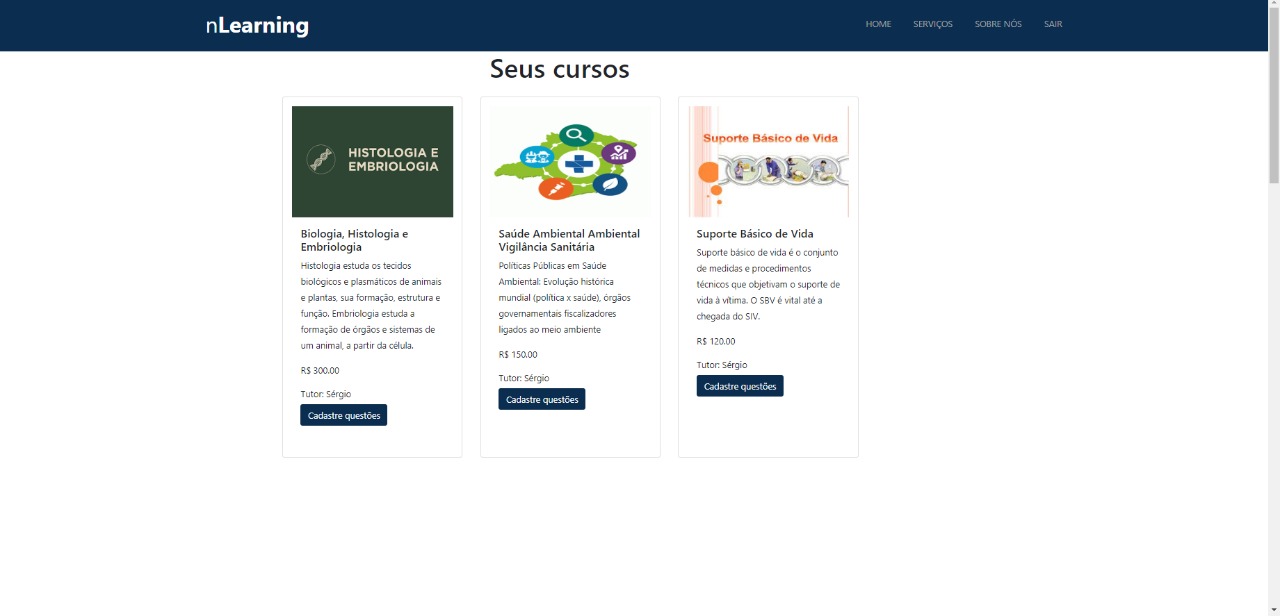 nLearning
HOME
SERVIÇOS
SOBRE NÓS
SAIR
Seus cursos
HISTOLOGIA E
EMBRIOLOGIA
Biologia, Histologia e
Embriologia
Histologia estuda os tecidos
biológicos e plasmáticos de animais
e plantas, sua formação, estrutura e
função. Embriologia estuda a
formação de órgãos e sistemas de
um animal, a partir da célula.
R$ 300.00
Tutor: Sérgio
Cadastre questões
Saúde Ambiental Ambiental
Vigilância Sanitária
Políticas Públicas em Saúde
Ambiental: Evolução histórica
mundial (política x saúde), órgãos
governamentais fiscalizadores
ligados ao meio ambiente
R$ 150.00
Tutor: Sérgio
Cadastre questões
Suporte Básico de Vida
Suporte Básico de Vida
Suporte básico de vida é o conjunto
de medidas e procedimentos
técnicos que objetivam o suporte de
vida à vítima. O SBV é vital até a
chegada do SIV.
R$ 120.00
Tutor: Sérgio
Cadastre questões